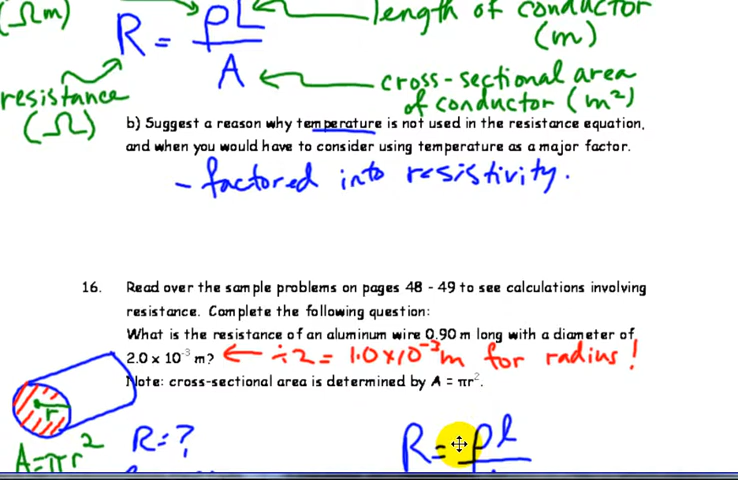 (Ωm)
length of conductor
(m)
R = ρL
A
cross-sectional area
of conductor (m²)
resistance
(Ω)
b) Suggest a reason why temperature is not used in the resistance equation,
and when you would have to consider using temperature as a major factor.
- factored into resistivity.
16. Read over the sample problems on pages 48 - 49 to see calculations involving
resistance. Complete the following question:
What is the resistance of an aluminum wire 0.90 m long with a diameter of
2.0 x 10⁻³ m? ← ÷2 = 1.0x10⁻³m for radius!
Note: cross-sectional area is determined by A = πr².
r
A=πr²
R=?
R=ρl